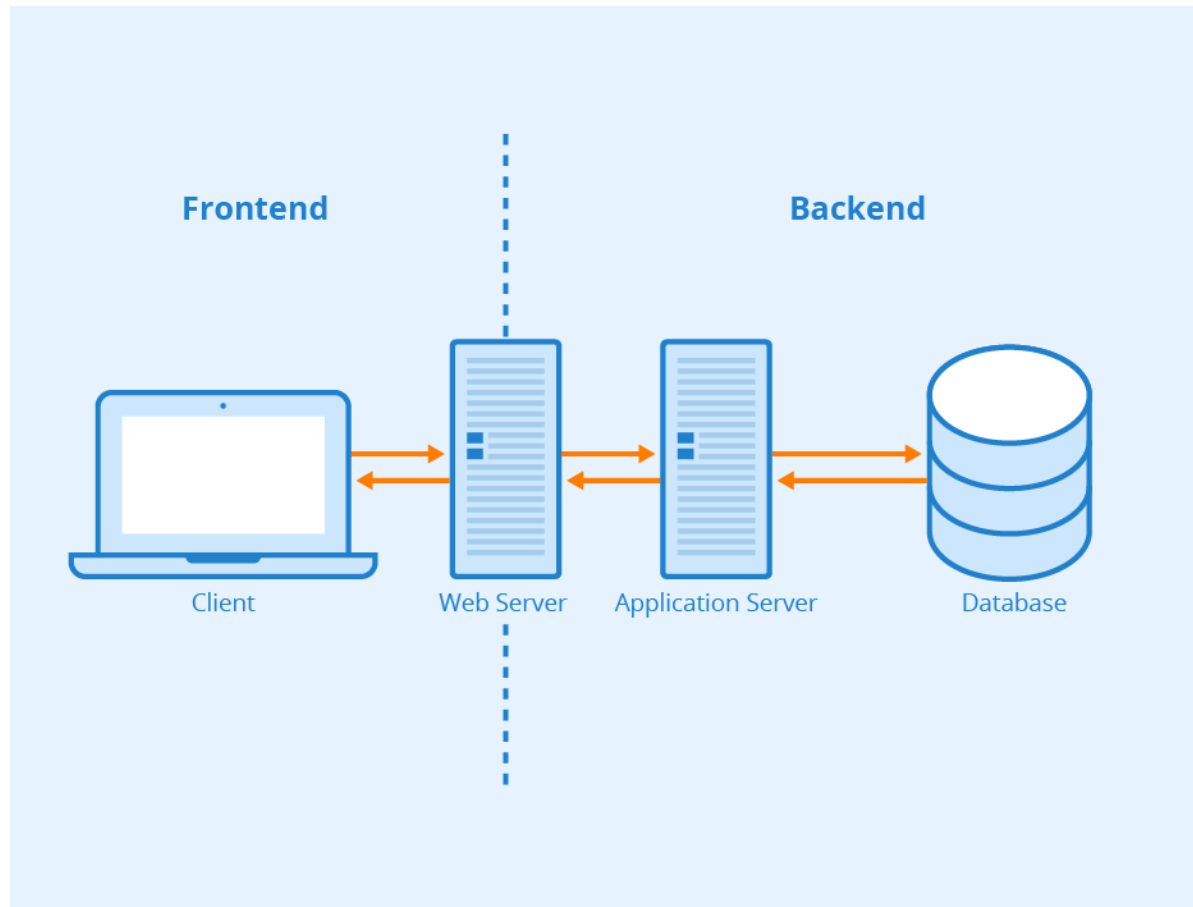 Frontend
Backend
Client
Web Server
Application Server
Database